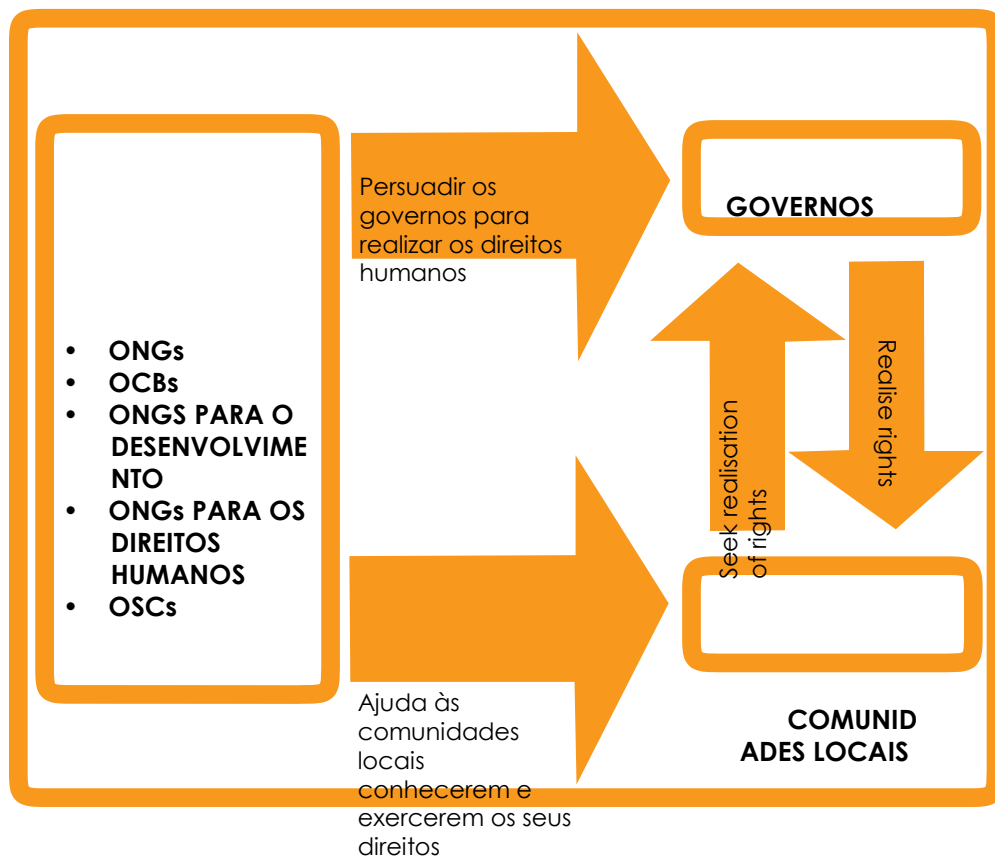 • ONGs
• OCBs
• ONGS PARA O
DESENVOLVIME
NTO
• ONGs PARA OS
DIREITOS
HUMANOS
• OSCs
Persuadir os
governos para
realizar os direitos
humanos
GOVERNOS
Seek realisation
of rights
Realise rights
Ajuda às
comunidades
locais
conhecerem e
exercerem os seus
direitos
COMUNID
ADES LOCAIS